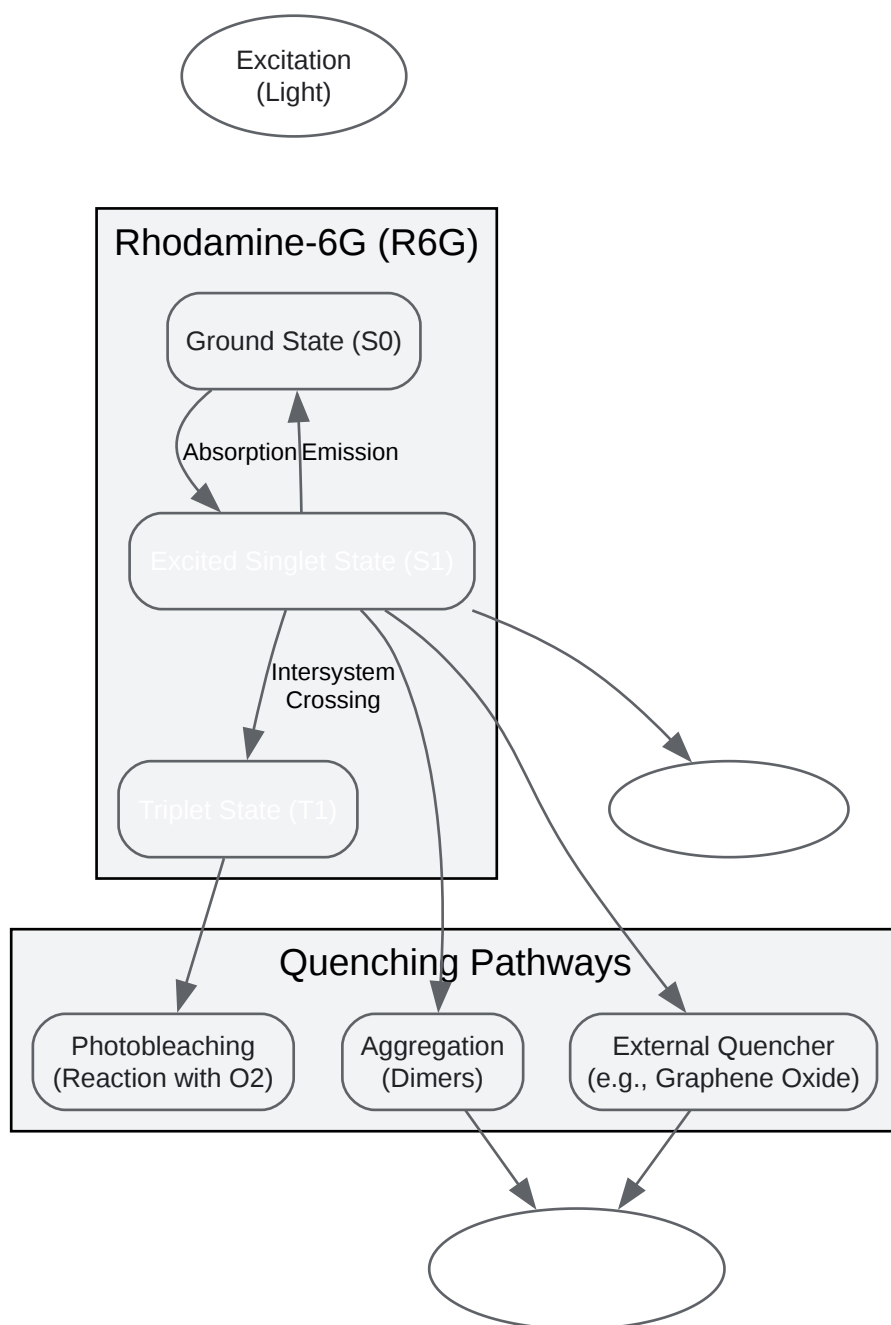 Excitation
(Light)
Rhodamine-6G (R6G)
Ground State (S0)
Absorption
Emission
Excited Singlet State (S1)
Intersystem
Crossing
Triplet State (T1)
Quenching Pathways
Photobleaching
(Reaction with O2)
Aggregation
(Dimers)
External Quencher
(e.g., Graphene Oxide)